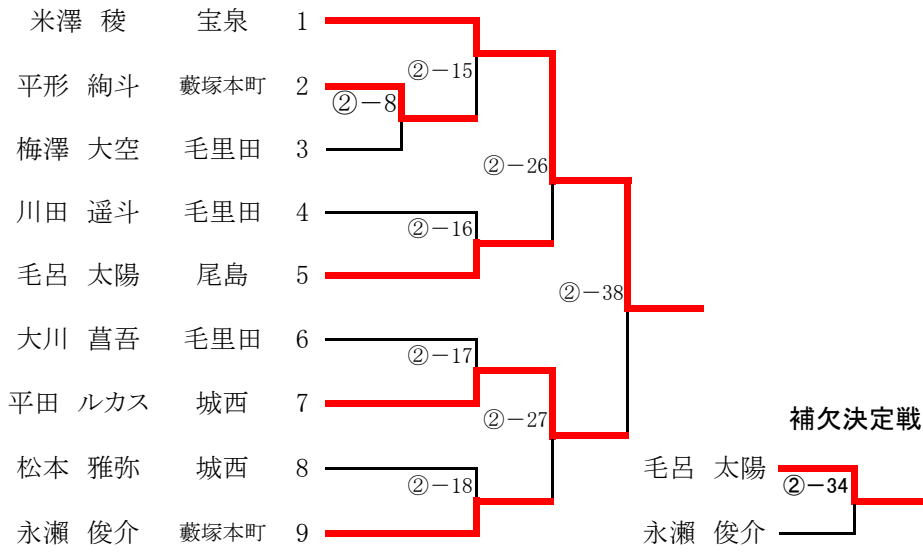 米澤 稜 宝泉 1
②－15
平形 絢斗 藪塚本町 2
②－8
梅澤 大空 毛里田 3
②－26
川田 遥斗 毛里田 4
②－16
毛呂 太陽 尾島 5
②－38
大川 菖吾 毛里田 6
②－17
平田 ルカス 城西 7
②－27
補欠決定戦
松本 雅弥 城西 8
②－18
永瀬 俊介 藪塚本町 9
毛呂 太陽
②－34
永瀬 俊介